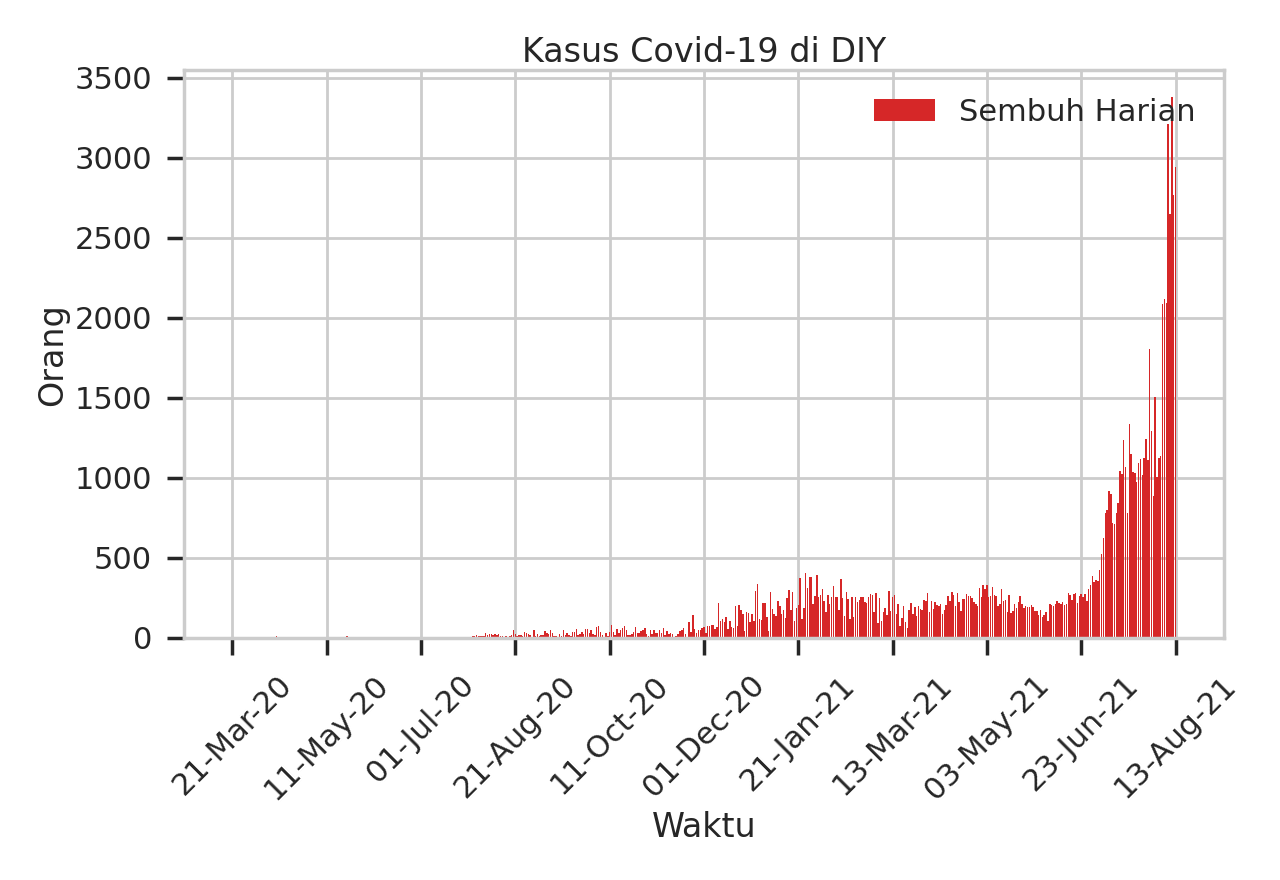 Kasus Covid-19 di DIY
Sembuh Harian
Orang
3500
3000
2500
2000
1500
1000
500
0
21-Mar-20
11-May-20
01-Jul-20
21-Aug-20
11-Oct-20
01-Dec-20
21-Jan-21
13-Mar-21
03-May-21
23-Jun-21
13-Aug-21
Waktu